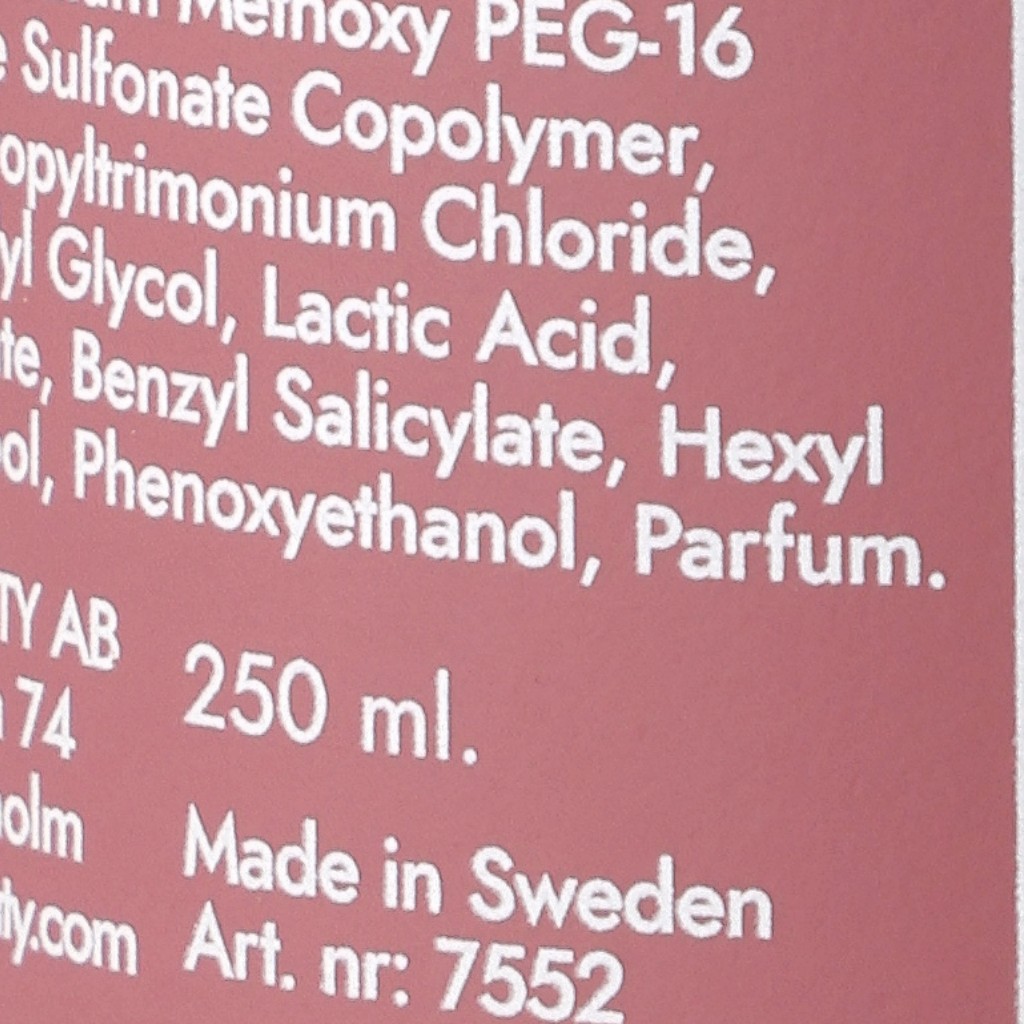 Methoxy PEG-16
Sulfonate Copolymer,
opyltrimonium Chloride,
yl Glycol, Lactic Acid,
te, Benzyl Salicylate, Hexyl
ol, Phenoxyethanol, Parfum.
TY AB
74
olm
ty.com
250 ml.
Made in Sweden
Art. nr: 7552